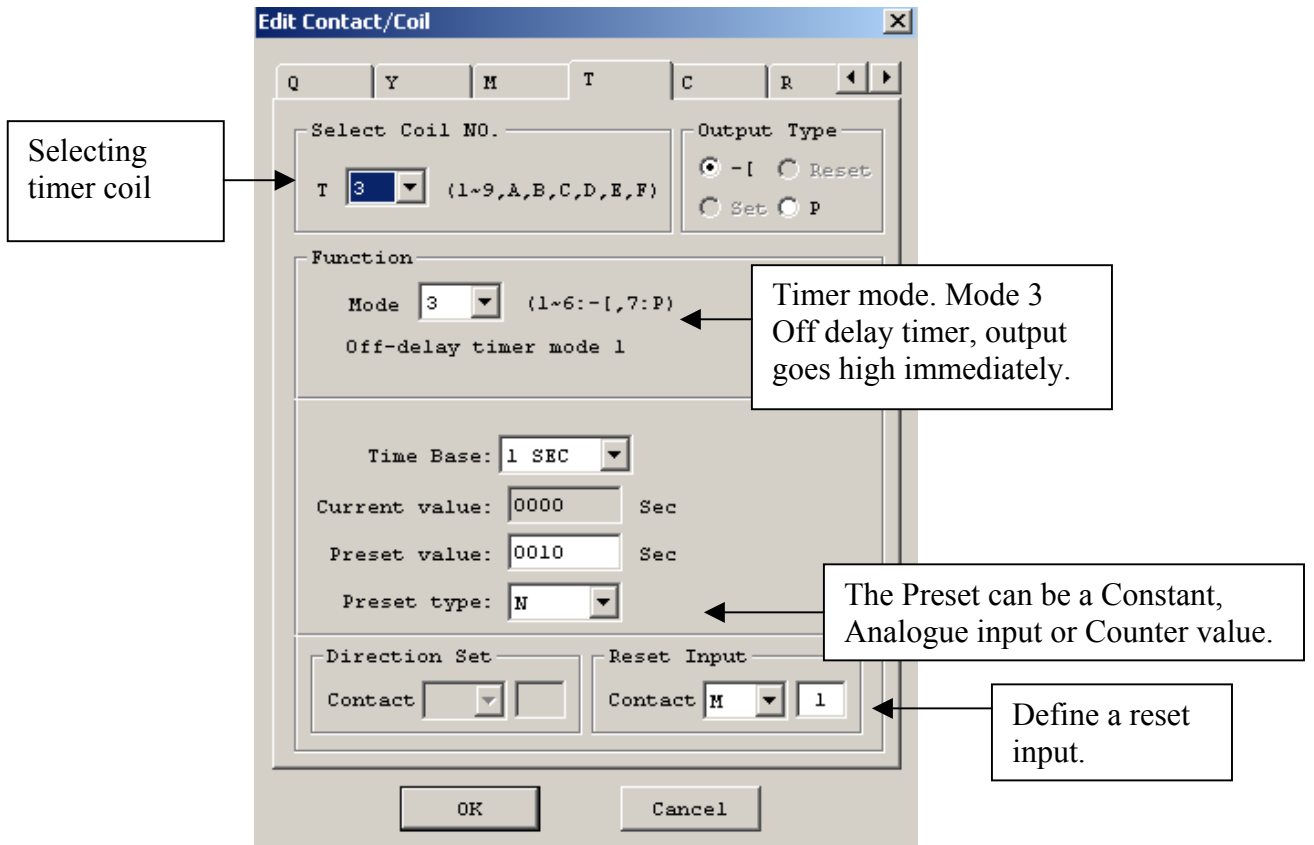 Edit Contact/Coil
Q Y M T C R
Selecting
timer coil
Select Coil NO.
T 3 (1~9,A,B,C,D,E,F)
Output Type
-[ Reset
Set P
Function
Mode 3 (1~6:-[,7:P)
Off-delay timer mode 1
Timer mode. Mode 3
Off delay timer, output
goes high immediately.
Time Base: 1 SEC
Current value: 0000 Sec
Preset value: 0010 Sec
Preset type: N
The Preset can be a Constant,
Analogue input or Counter value.
Direction Set
Contact
Reset Input
Contact M 1
Define a reset
input.
OK Cancel